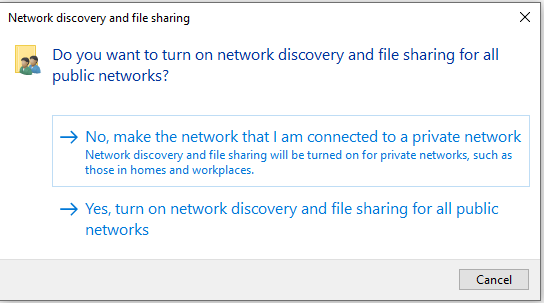 Network discovery and file sharing
Do you want to turn on network discovery and file sharing for all
public networks?
No, make the network that I am connected to a private network
Network discovery and file sharing will be turned on for private networks, such as
those in homes and workplaces.
Yes, turn on network discovery and file sharing for all public
networks
Cancel